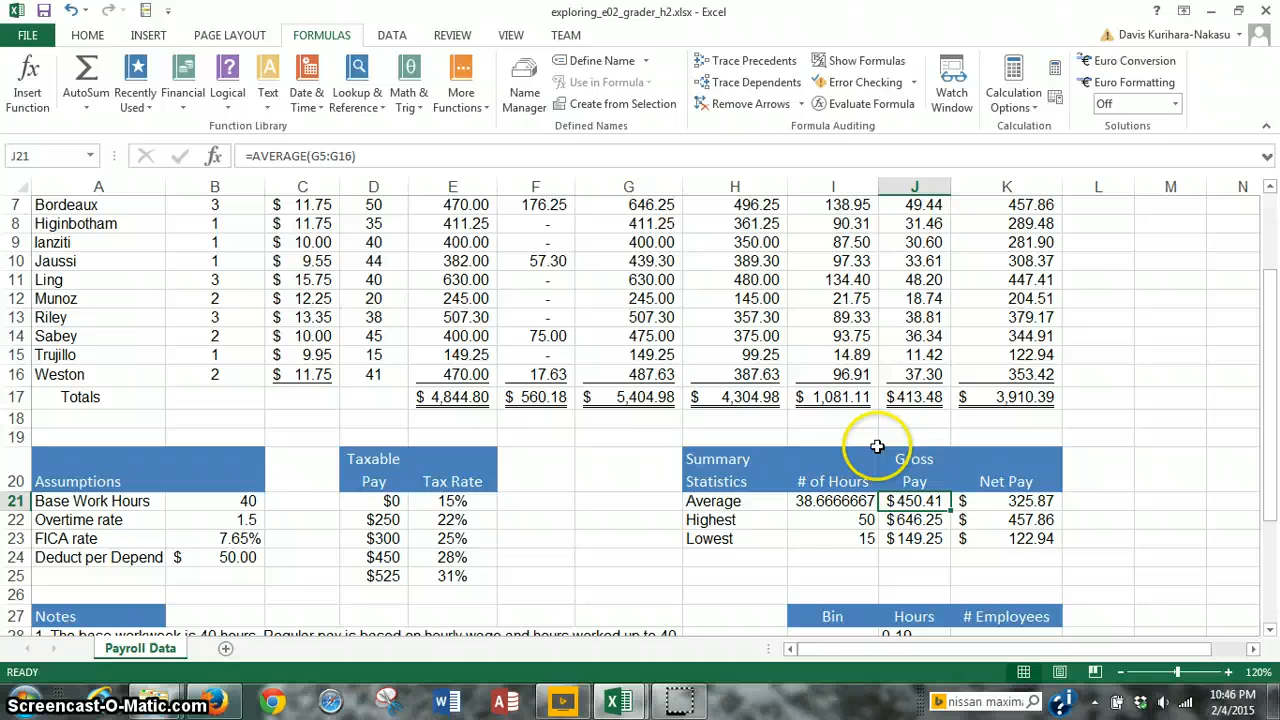 exploring_e02_grader_h2.xlsx - Excel
FILE HOME INSERT PAGE LAYOUT FORMULAS DATA REVIEW VIEW TEAM Davis Kurihara-Nakasu
Insert Function
AutoSum
Recently Used
Financial
Logical
Text
Date & Time
Lookup & Reference
Math & Trig
More Functions
Function Library
Name Manager
Define Name
Use in Formula
Create from Selection
Defined Names
Trace Precedents
Trace Dependents
Remove Arrows
Show Formulas
Error Checking
Evaluate Formula
Formula Auditing
Watch Window
Calculation Options
Calculation
Euro Conversion
Euro Formatting
Off
Solutions
J21 fx =AVERAGE(G5:G16)
A B C D E F G H I J K L M N
7 Bordeaux 3 $ 11.75 50 470.00 176.25 646.25 496.25 138.95 49.44 457.86
8 Higinbotham 1 $ 11.75 35 411.25 - 411.25 361.25 90.31 31.46 289.48
9 Ianziti 1 $ 10.00 40 400.00 - 400.00 350.00 87.50 30.60 281.90
10 Jaussi 1 $ 9.55 44 382.00 57.30 439.30 389.30 97.33 33.61 308.37
11 Ling 3 $ 15.75 40 630.00 - 630.00 480.00 134.40 48.20 447.41
12 Munoz 2 $ 12.25 20 245.00 - 245.00 145.00 21.75 18.74 204.51
13 Riley 3 $ 13.35 38 507.30 - 507.30 357.30 89.33 38.81 379.17
14 Sabey 2 $ 10.00 45 400.00 75.00 475.00 375.00 93.75 36.34 344.91
15 Trujillo 1 $ 9.95 15 149.25 - 149.25 99.25 14.89 11.42 122.94
16 Weston 2 $ 11.75 41 470.00 17.63 487.63 387.63 96.91 37.30 353.42
17 Totals $ 4,844.80 $ 560.18 $ 5,404.98 $ 4,304.98 $ 1,081.11 $413.48 $ 3,910.39
18
19
Taxable Summary Gross
20 Assumptions Pay Tax Rate Statistics # of Hours Pay Net Pay
21 Base Work Hours 40 $0 15% Average 38.6666667 $450.41 $ 325.87
22 Overtime rate 1.5 $250 22% Highest 50 $646.25 $ 457.86
23 FICA rate 7.65% $300 25% Lowest 15 $149.25 $ 122.94
24 Deduct per Depend $ 50.00 $450 28%
25 $525 31%
26
27 Notes Bin Hours # Employees
28 1. The base workweek is 40 hours. Regular pay is based on hourly wage and hours worked up to 40 0-19
Payroll Data
READY 120%
Screencast-O-Matic.com
nissan maxima
10:46 PM
2/4/2015